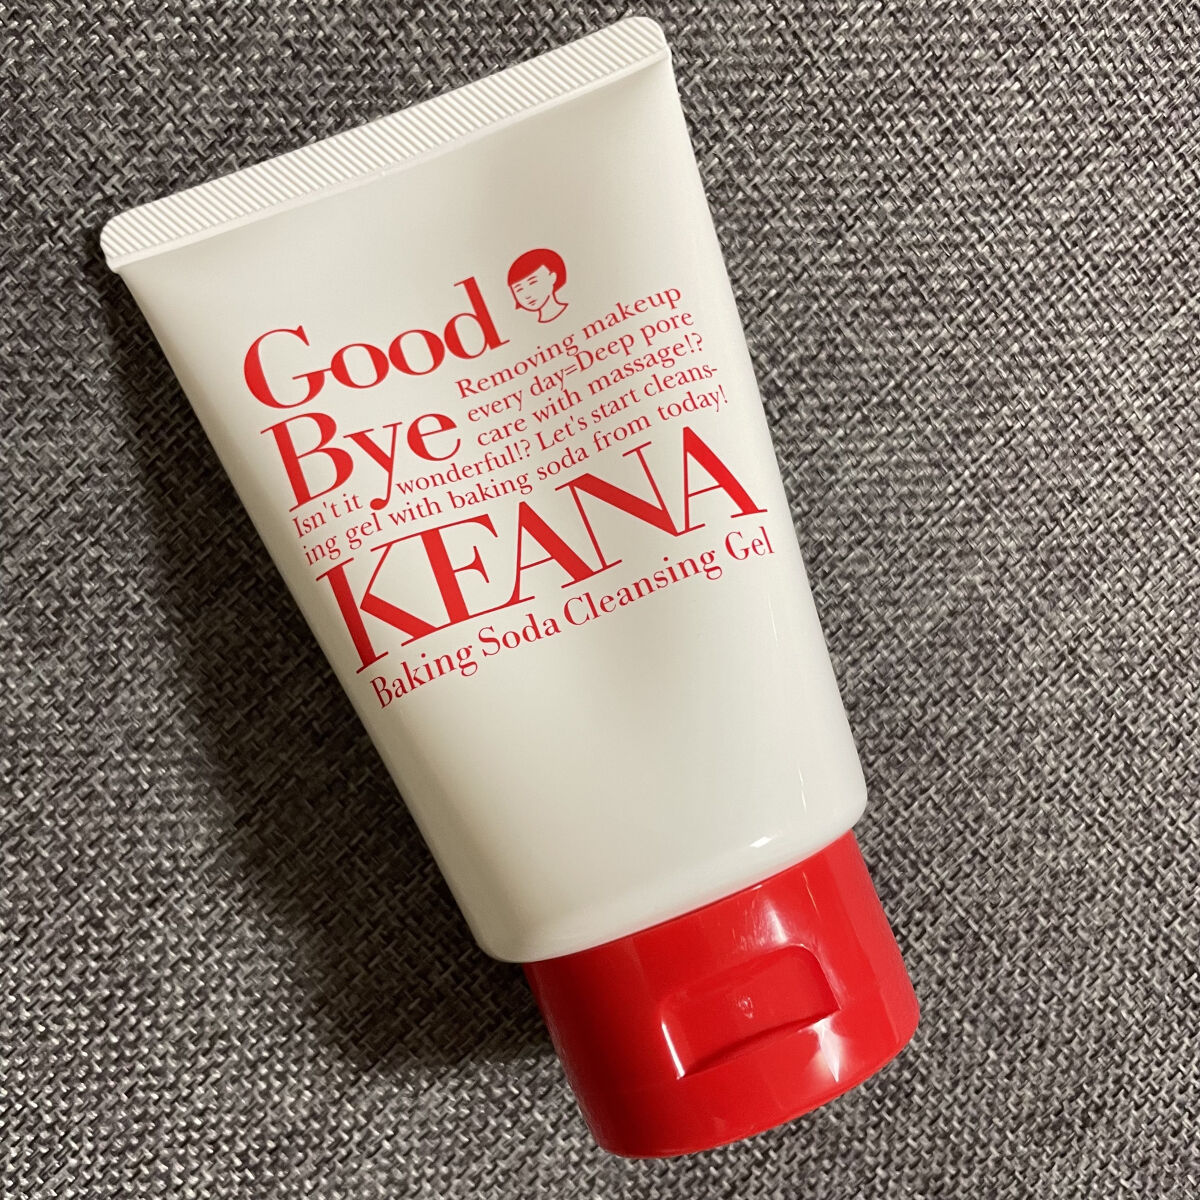 Good
Removing makeup
every day=Deep pore
Bye care with massage!?
Isn't it wonderful!? Let's start cleans-
ing gel with baking soda from today!
KEANA
Baking Soda Cleansing Gel